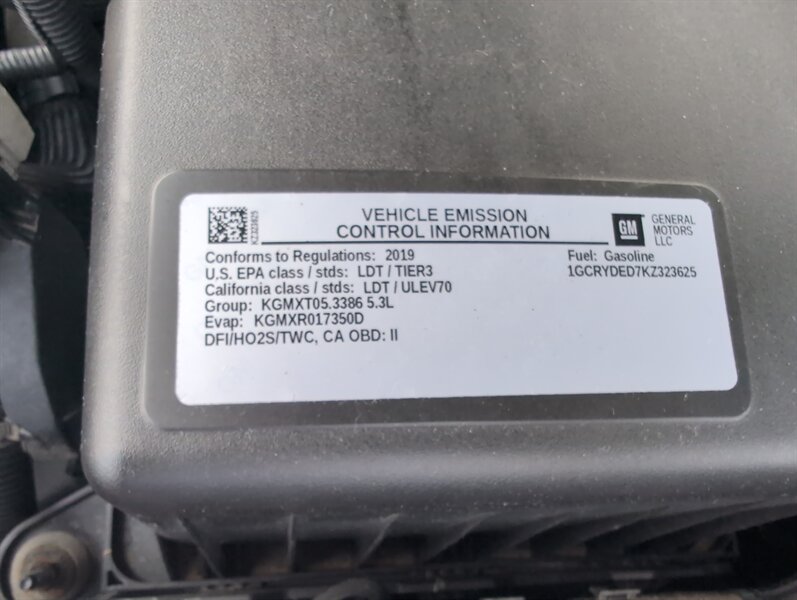 KZ323625
VEHICLE EMISSION
CONTROL INFORMATION
GM
GENERAL
MOTORS
LLC
Conforms to Regulations: 2019
Fuel: Gasoline
U.S. EPA class / stds: LDT / TIER3
1GCRYDED7KZ323625
California class / stds: LDT / ULEV70
Group: KGMXT05.3386 5.3L
Evap: KGMXR017350D
DFI/HO2S/TWC, CA OBD: II